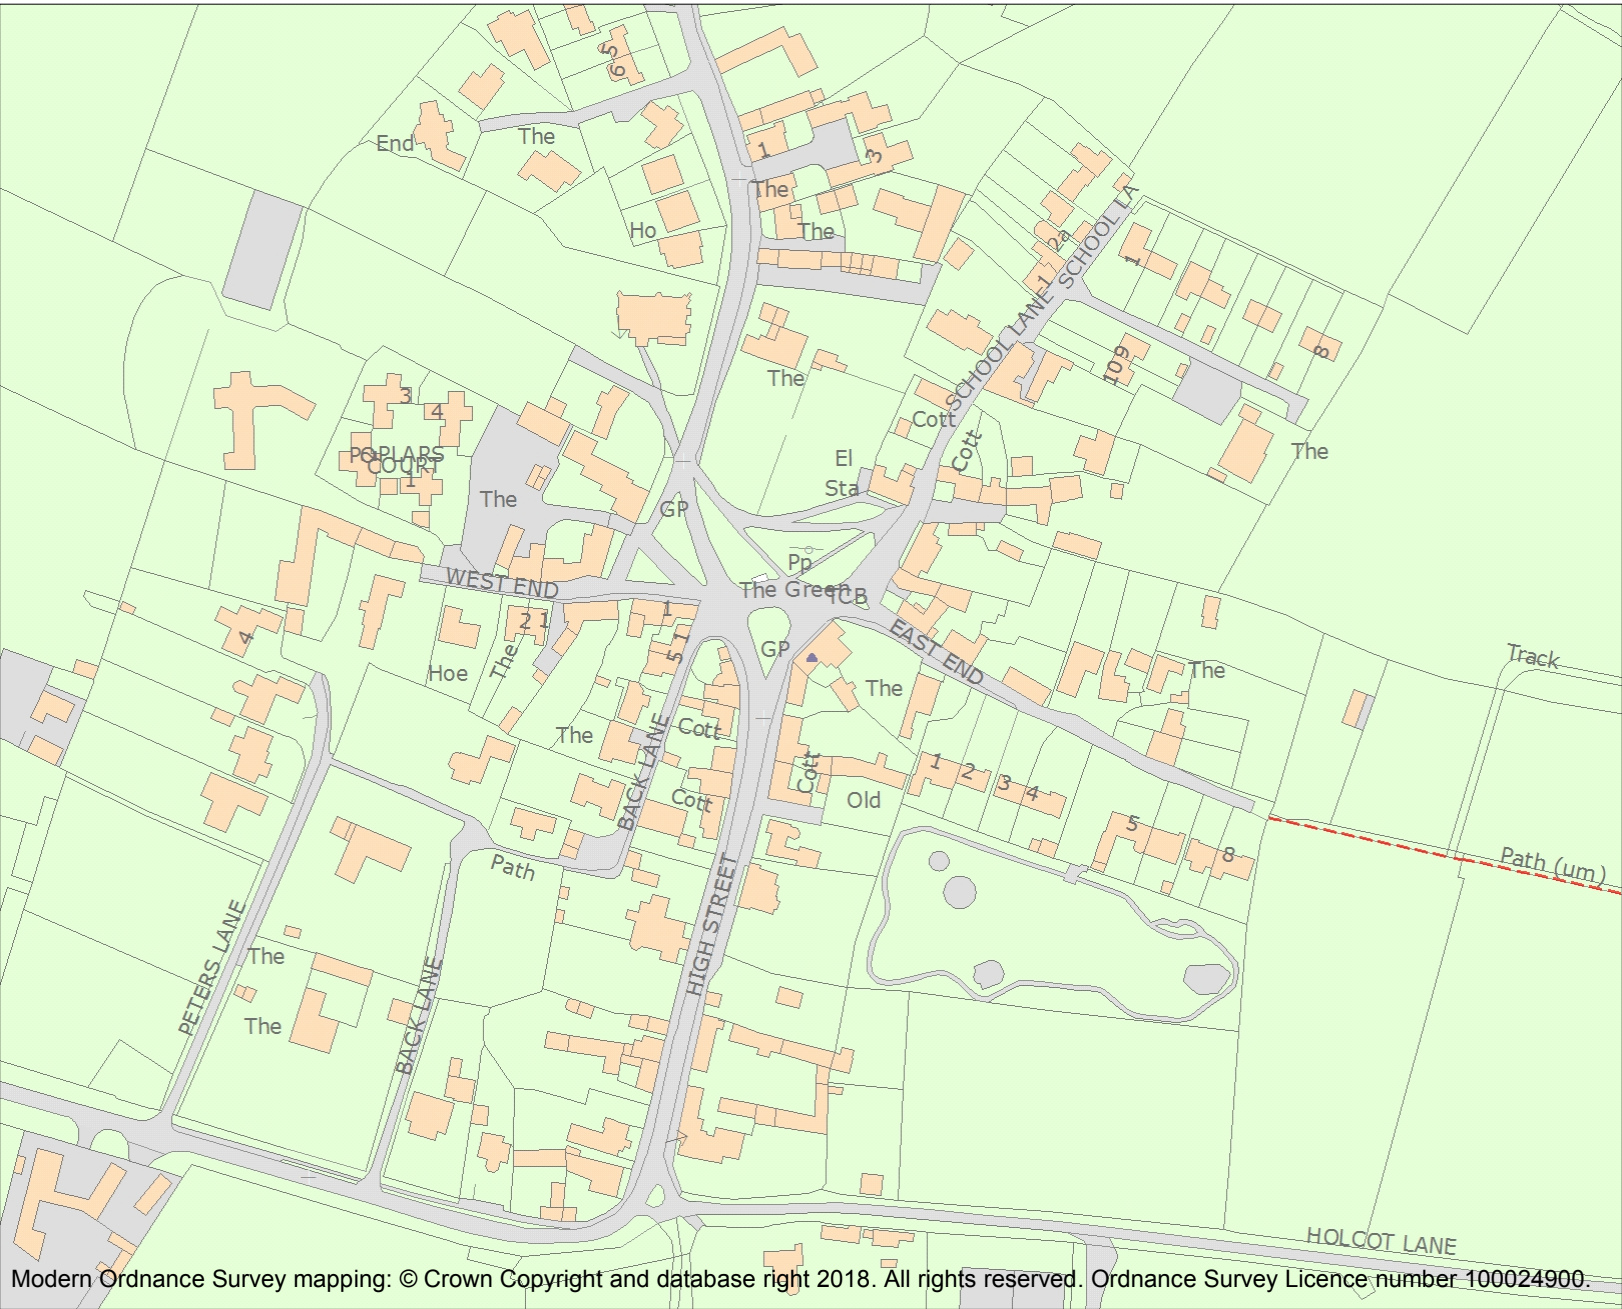 5
6
End
The
1
3
The
The
Ho
SCHOOL LA
2a
1
1
SCHOOL LANE
The
9
10
8
3
4
POPLARS
COURT
1
Cott
Cott
The
El
Sta
The
GP
Pp
WEST END
The Green
TCB
1
2 1
4
5 1
GP
EAST END
Hoe
The
The
The
Track
The
Cott
BACK LANE
Cott
Cott
Old
1
2
3
4
5
8
Path
Path (um)
HIGH STREET
PETERS LANE
The
The
BACK LANE
HOLCOT LANE
Modern Ordnance Survey mapping: © Crown Copyright and database right 2018. All rights reserved. Ordnance Survey Licence number 100024900.